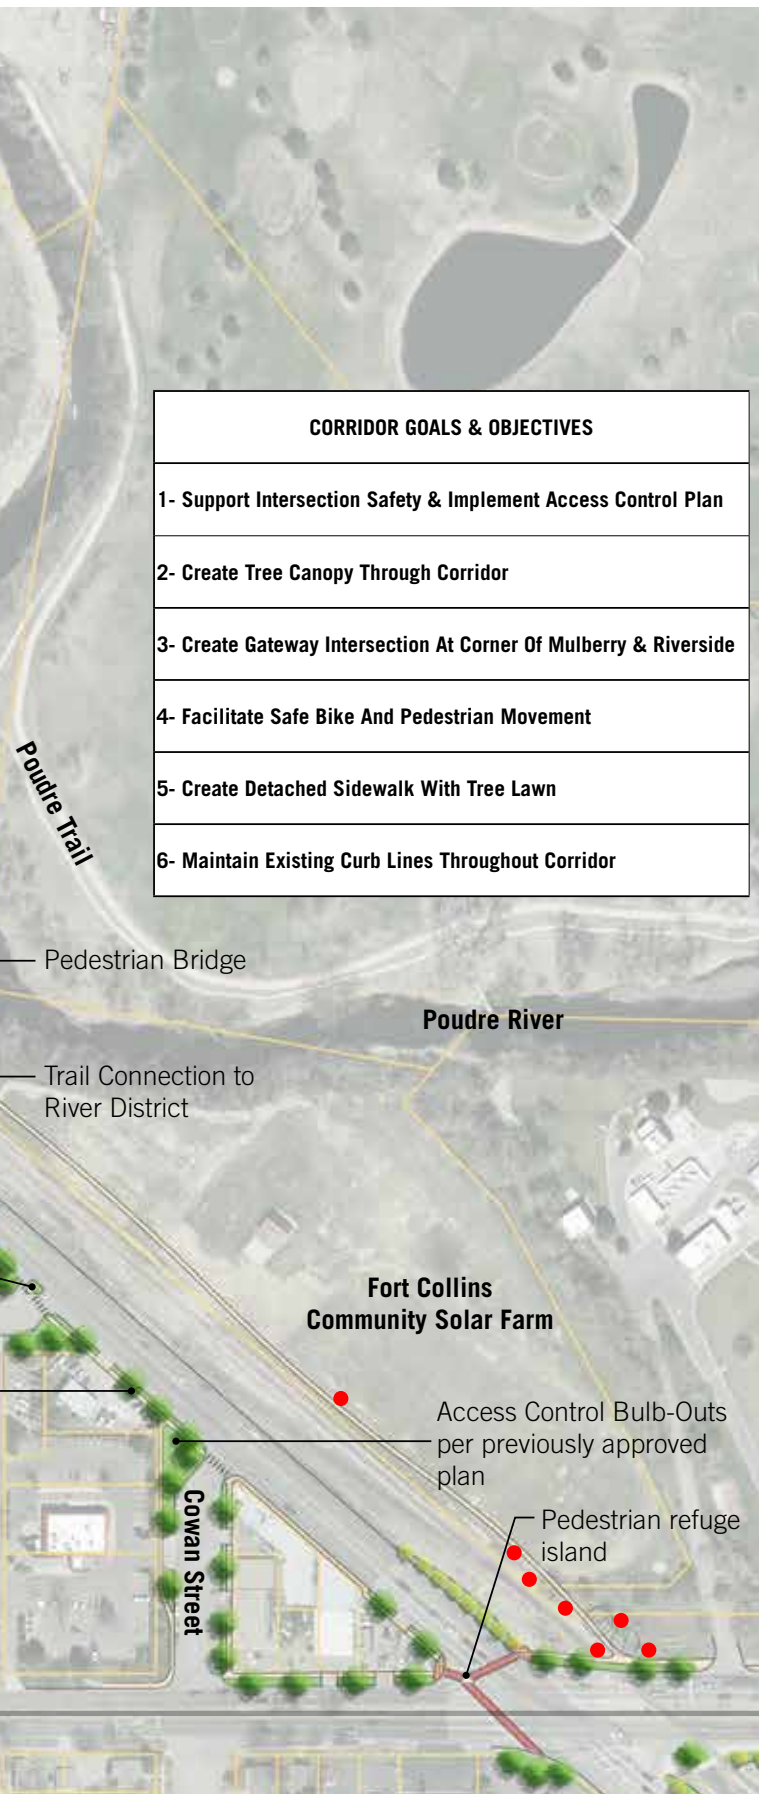 CORRIDOR GOALS & OBJECTIVES
1- Support Intersection Safety & Implement Access Control Plan
2- Create Tree Canopy Through Corridor
3- Create Gateway Intersection At Corner Of Mulberry & Riverside
4- Facilitate Safe Bike And Pedestrian Movement
5- Create Detached Sidewalk With Tree Lawn
6- Maintain Existing Curb Lines Throughout Corridor
Poudre Trail
Pedestrian Bridge
Poudre River
Trail Connection to
River District
Fort Collins
Community Solar Farm
Access Control Bulb-Outs
per previously approved
plan
Pedestrian refuge
island
Cowan Street